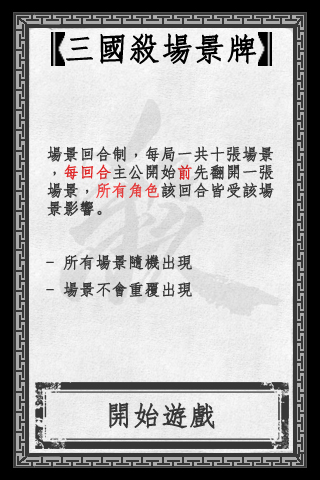 【三國殺場景牌】
場景回合制，每局一共十張場景
，每回合主公開始前先翻開一張
場景，所有角色該回合皆受該場
景影響。
- 所有場景隨機出現
- 場景不會重覆出現
開始遊戲